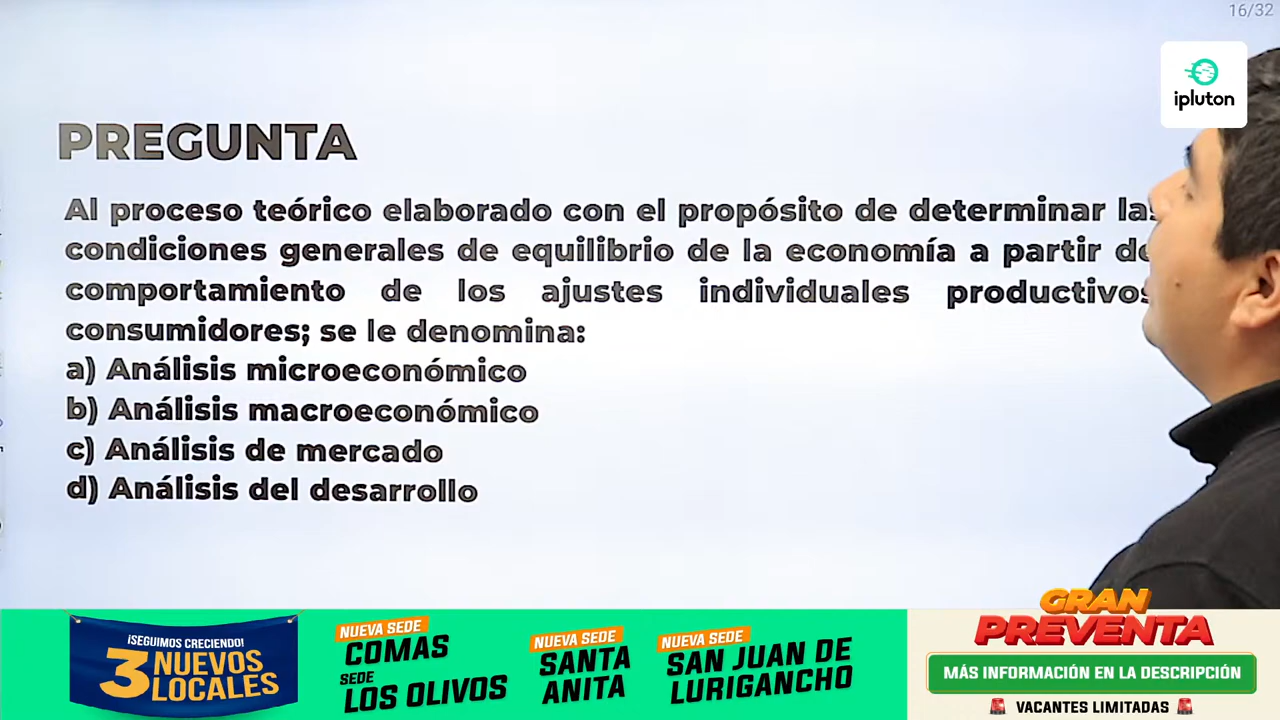 16/32
ipluton
PREGUNTA
Al proceso teórico elaborado con el propósito de determinar las
condiciones generales de equilibrio de la economía a partir de
comportamiento de los ajustes individuales productivos
consumidores; se le denomina:
a) Análisis microeconómico
b) Análisis macroeconómico
c) Análisis de mercado
d) Análisis del desarrollo
¡SEGUIMOS CRECIENDO!
3 NUEVOS
LOCALES
NUEVA SEDE
COMAS
SEDE
LOS OLIVOS
NUEVA SEDE
SANTA
ANITA
NUEVA SEDE
SAN JUAN DE
LURIGANCHO
GRAN
PREVENTA
MÁS INFORMACIÓN EN LA DESCRIPCIÓN
VACANTES LIMITADAS